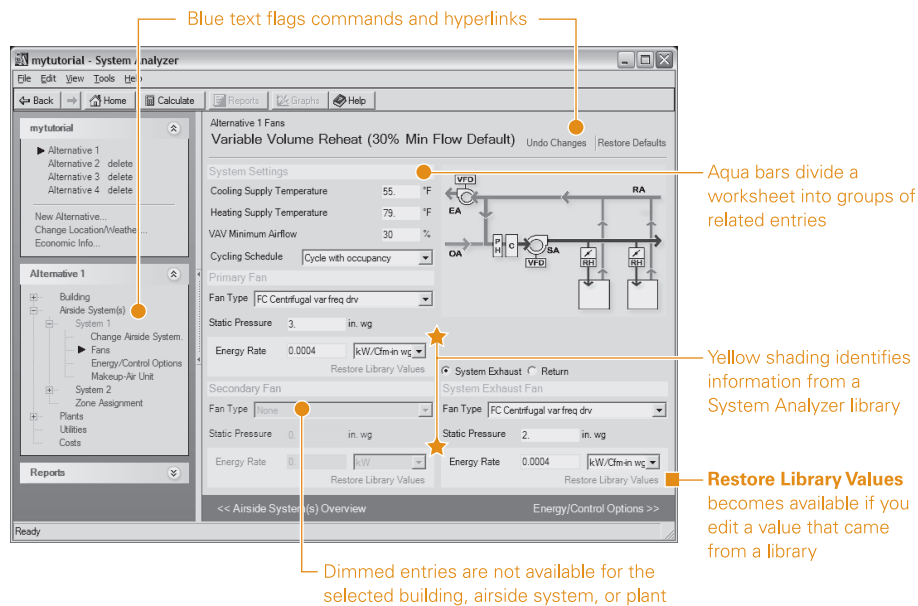 Blue text flags commands and hyperlinks
mytutorial - System Analyzer
File Edit View Tools Help
Back Home Calculate Reports Graphs Help
mytutorial
Alternative 1
Alternative 2 delete
Alternative 3 delete
Alternative 4 delete
New Alternative...
Change Location/Weather...
Economic Info...
Alternative 1
Building
Airside System(s)
System 1
Change Airside System.
Fans
Energy/Control Options
Makeup-Air Unit
System 2
Zone Assignment
Plants
Utilities
Costs
Reports
Alternative 1 Fans
Variable Volume Reheat (30% Min Flow Default)
Undo Changes Restore Defaults
System Settings
Cooling Supply Temperature 55. °F
Heating Supply Temperature 79. °F
VAV Minimum Airflow 30 %
Cycling Schedule Cycle with occupancy
VFD
EA
RA
OA
PH
C
SA
VFD
RH
RH
Primary Fan
Fan Type FC Centrifugal var freq drv
Static Pressure 3. in. wg
Energy Rate 0.0004 kW/Cfm-in wg
Restore Library Values
Secondary Fan
Fan Type None
Static Pressure 0. in. wg
Energy Rate 0. kW
Restore Library Values
System Exhaust Return
System Exhaust Fan
Fan Type FC Centrifugal var freq drv
Static Pressure 2. in. wg
Energy Rate 0.0004 kW/Cfm-in wg
Restore Library Values
<< Airside System(s) Overview
Energy/Control Options >>
Ready
Aqua bars divide a
worksheet into groups of
related entries
Yellow shading identifies
information from a
System Analyzer library
Restore Library Values
becomes available if you
edit a value that came
from a library
Dimmed entries are not available for the
selected building, airside system, or plant